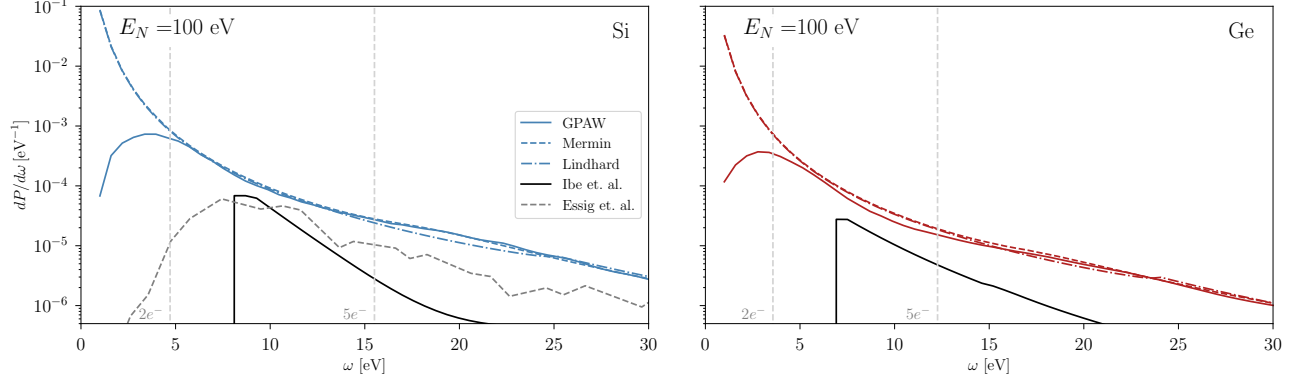 E_N =100 eV
Si
10^{-1}
10^{-2}
10^{-3}
10^{-4}
10^{-5}
10^{-6}
dP/dω [eV^{-1}]
GPAW
Mermin
Lindhard
Ibe et. al.
Essig et. al.
2e^-
5e^-
0 5 10 15 20 25 30
ω [eV]
E_N =100 eV
Ge
2e^-
5e^-
0 5 10 15 20 25 30
ω [eV]